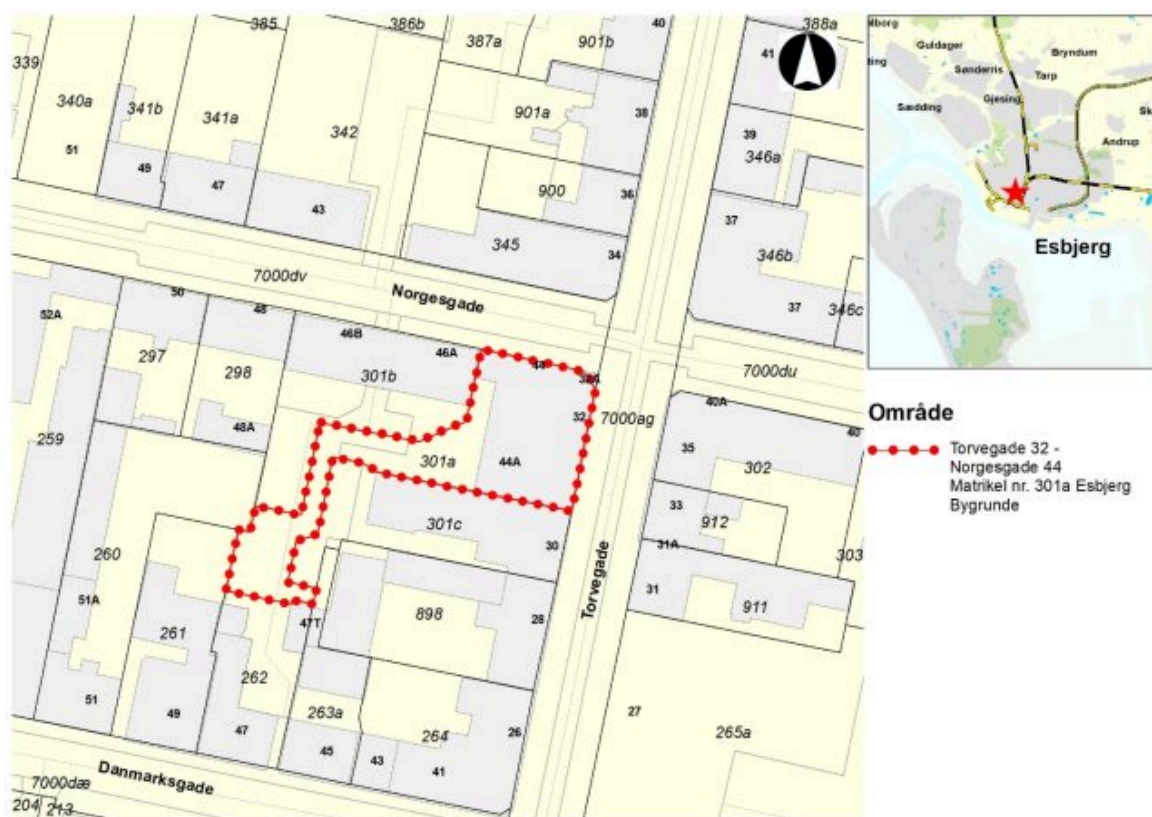 385
386b
387a
901b
40
388a
41
339
340a
341b
341a
342
901a
38
39
346a
51
49
47
43
900
36
37
345
34
346b
7000dv
Norgesgade
37
346c
52A
50
48
46B
46A
44
7000du
297
298
301b
32
7000ag
40A
40
259
48A
301a
44A
35
302
260
301c
30
33
912
31A
303
51A
261
47T
898
28
31
911
Torvegade
262
263a
264
26
27
265a
51
49
47
45
43
41
Danmarksgade
7000dæ
204
213
Guldager
Bryndum
Sønderris
Tarp
Sædding
Gjesing
Andrup
Esbjerg
Område
Torvegade 32 -
Norgesgade 44
Matrikel nr. 301a Esbjerg
Bygrunde